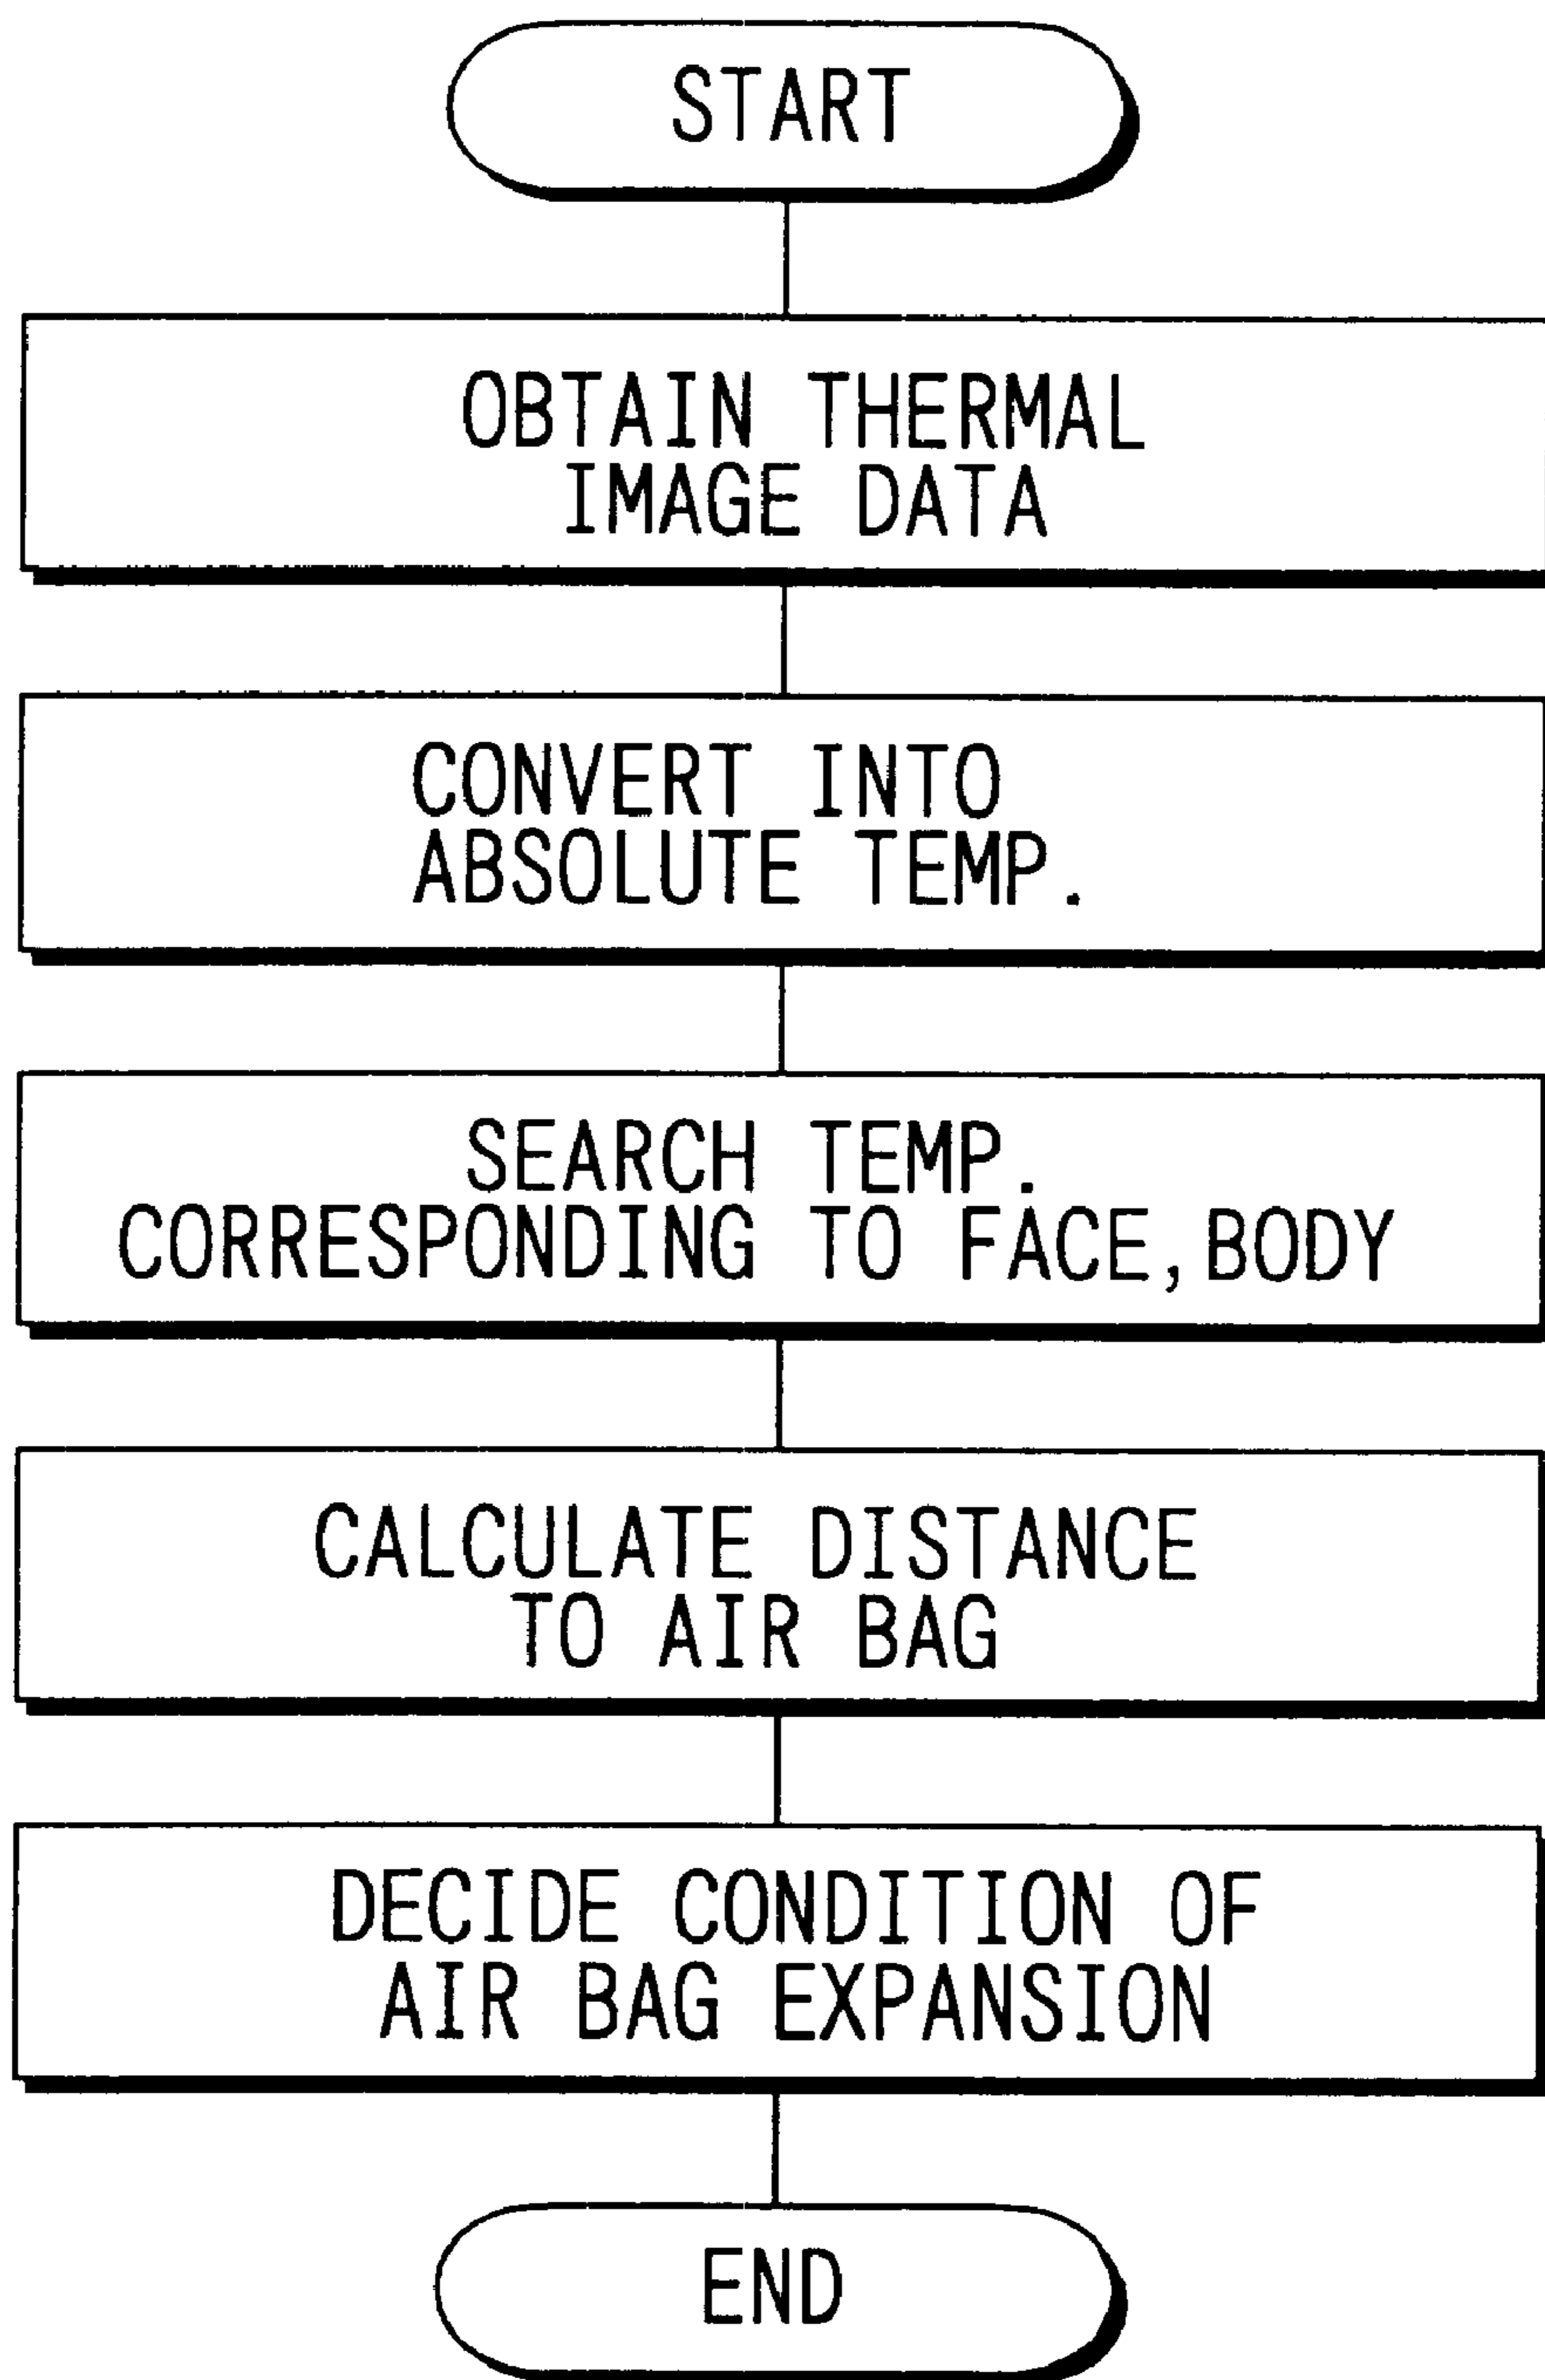 START
OBTAIN THERMAL
IMAGE DATA
CONVERT INTO
ABSOLUTE TEMP.
SEARCH TEMP.
CORRESPONDING TO FACE, BODY
CALCULATE DISTANCE
TO AIR BAG
DECIDE CONDITION OF
AIR BAG EXPANSION
END